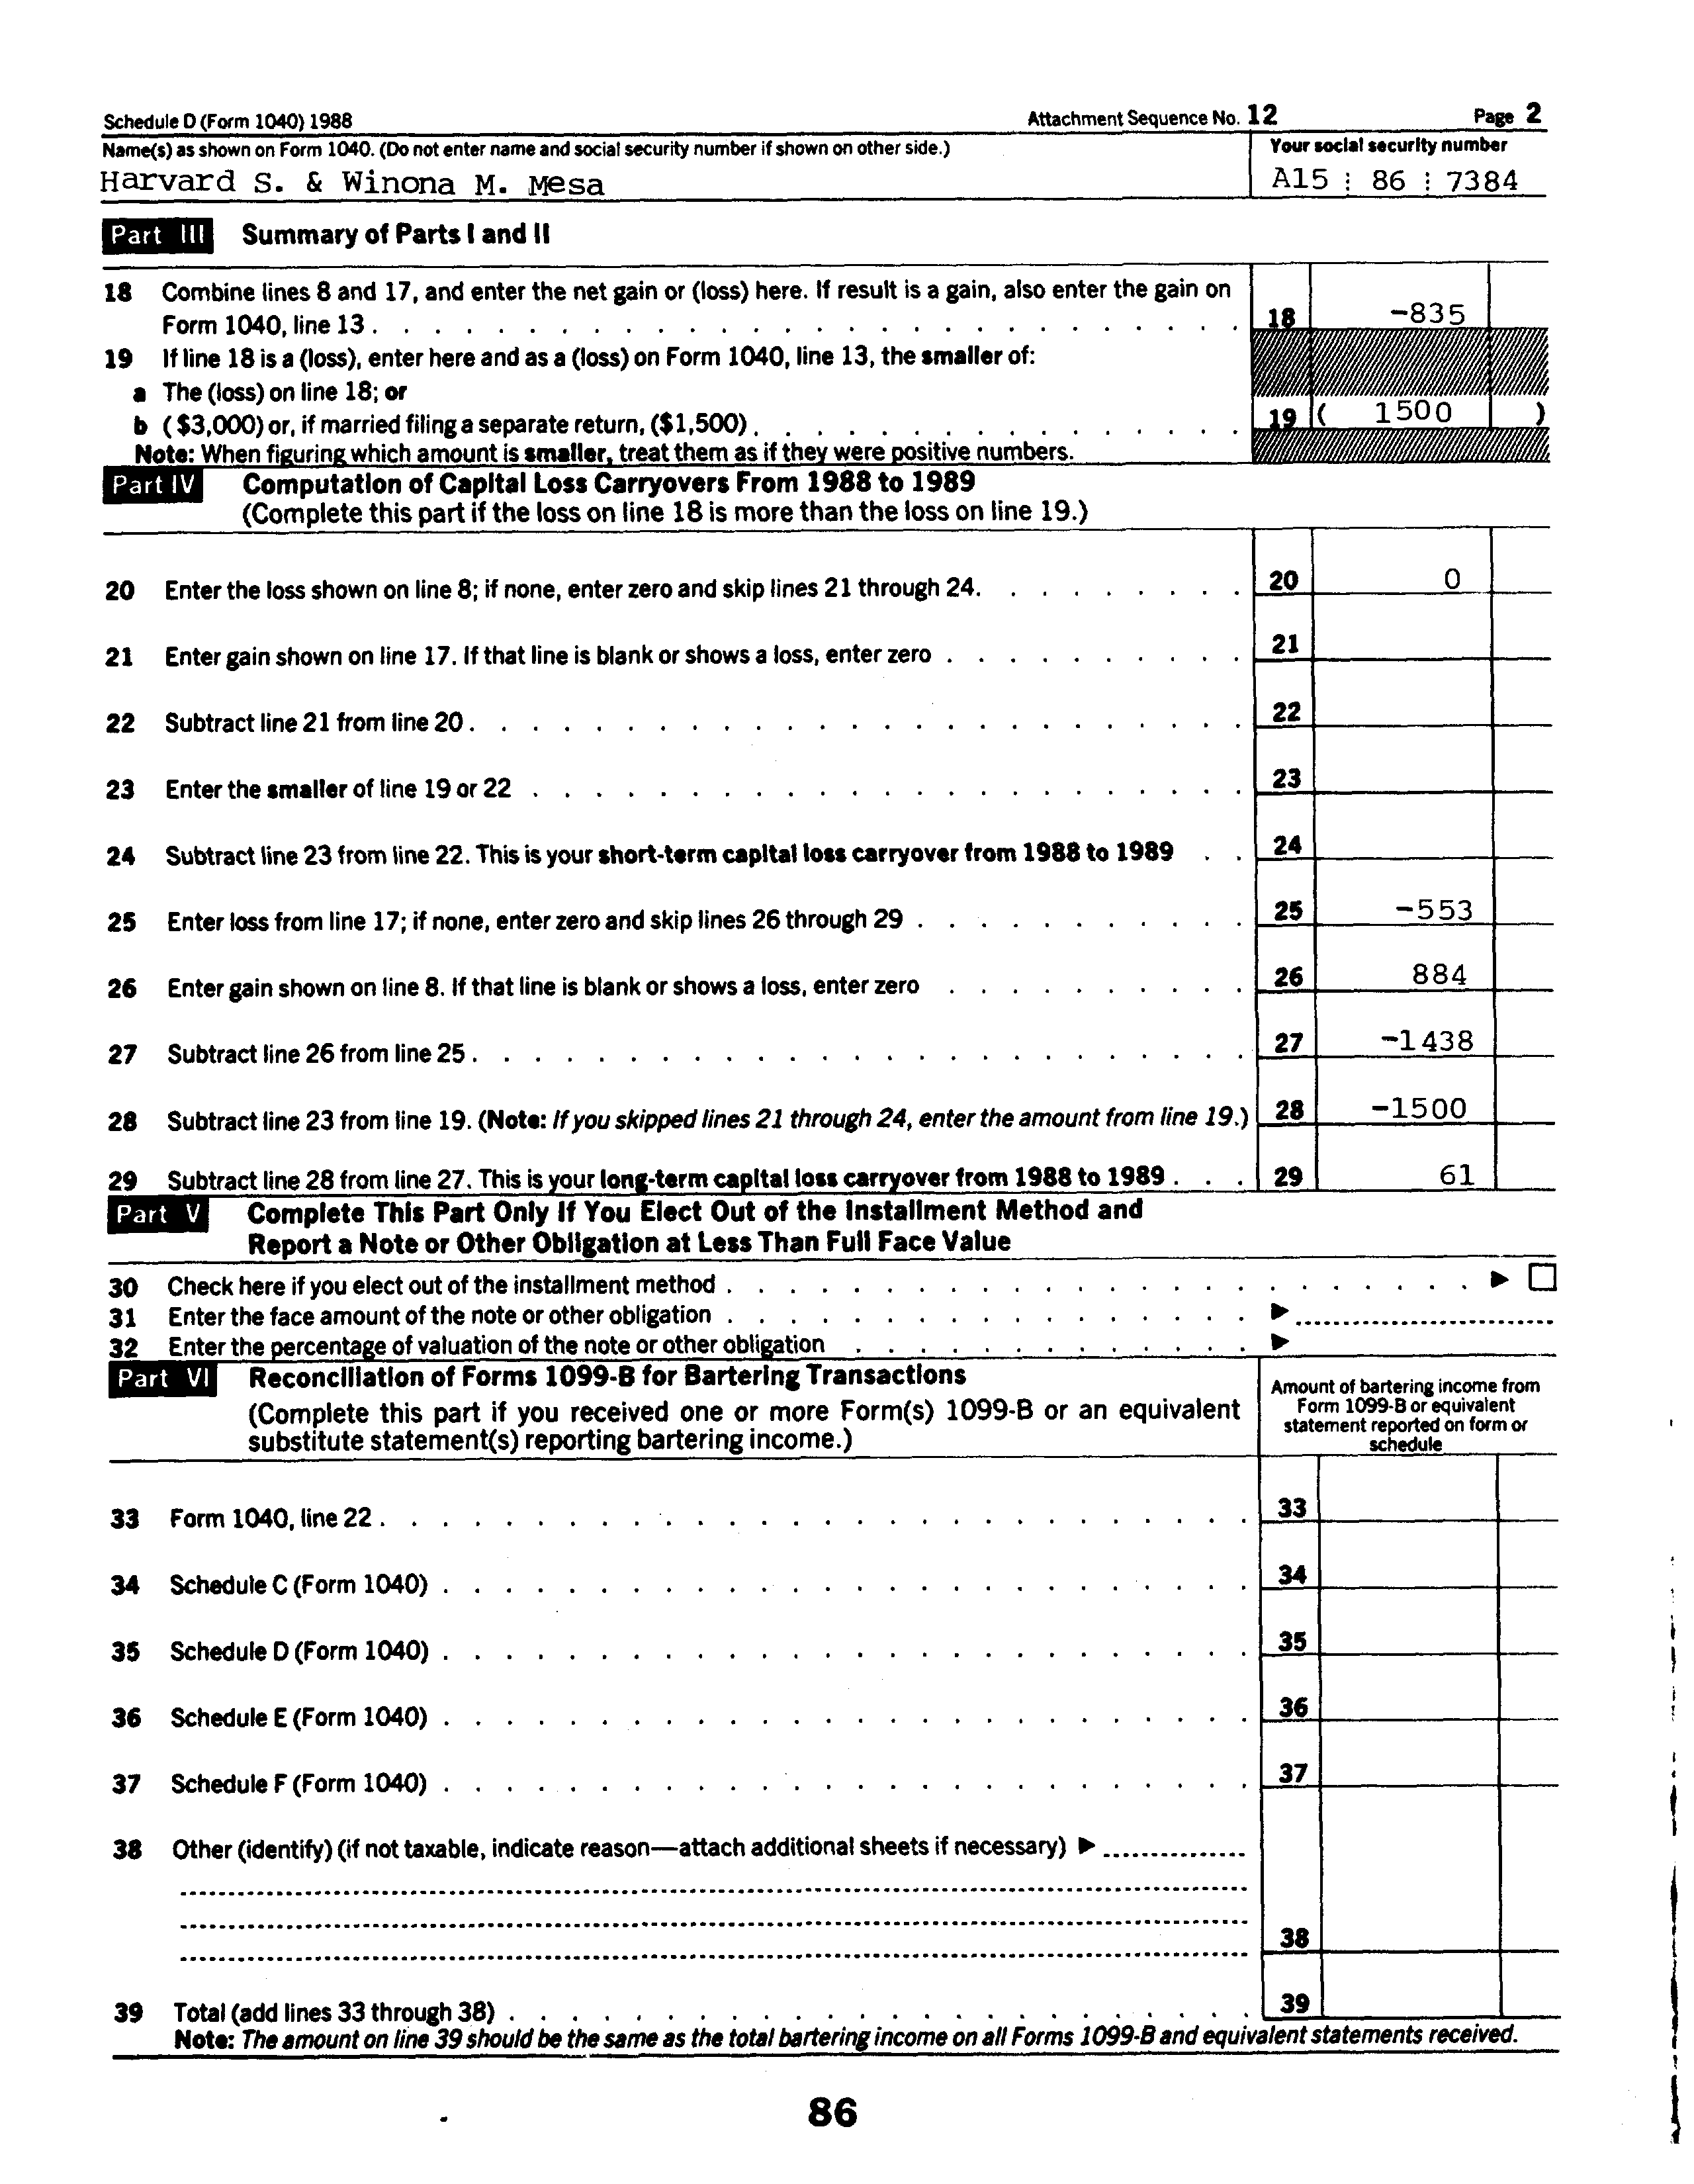 Schedule D (Form 1040) 1988 Attachment Sequence No. 12 Page 2
Name(s) as shown on Form 1040. (Do not enter name and social security number if shown on other side.) Your social security number
Harvard S. & Winona M. Mesa A15 86 7384
Part III Summary of Parts I and II
18 Combine lines 8 and 17, and enter the net gain or (loss) here. If result is a gain, also enter the gain on
Form 1040, line 13 . 18 -835
19 If line 18 is a (loss), enter here and as a (loss) on Form 1040, line 13, the smaller of:
a The (loss) on line 18; or
b ($3,000) or, if married filing a separate return, ($1,500) . 19 ( 1500 )
Note: When figuring which amount is smaller, treat them as if they were positive numbers.
Part IV Computation of Capital Loss Carryovers From 1988 to 1989
(Complete this part if the loss on line 18 is more than the loss on line 19.)
20 Enter the loss shown on line 8; if none, enter zero and skip lines 21 through 24. 20 0
21 Enter gain shown on line 17. If that line is blank or shows a loss, enter zero . 21
22 Subtract line 21 from line 20 . 22
23 Enter the smaller of line 19 or 22 . 23
24 Subtract line 23 from line 22. This is your short-term capital loss carryover from 1988 to 1989 . 24
25 Enter loss from line 17; if none, enter zero and skip lines 26 through 29 . 25 -553
26 Enter gain shown on line 8. If that line is blank or shows a loss, enter zero . 26 884
27 Subtract line 26 from line 25 . 27 -1438
28 Subtract line 23 from line 19. (Note: If you skipped lines 21 through 24, enter the amount from line 19.) 28 -1500
29 Subtract line 28 from line 27. This is your long-term capital loss carryover from 1988 to 1989 . 29 61
Part V Complete This Part Only If You Elect Out of the Installment Method and
Report a Note or Other Obligation at Less Than Full Face Value
30 Check here if you elect out of the installment method . ▶ ☐
31 Enter the face amount of the note or other obligation . ▶
32 Enter the percentage of valuation of the note or other obligation . ▶
Part VI Reconciliation of Forms 1099-B for Bartering Transactions
(Complete this part if you received one or more Form(s) 1099-B or an equivalent
substitute statement(s) reporting bartering income.)
Amount of bartering income from
Form 1099-B or equivalent
statement reported on form or
schedule
33 Form 1040, line 22 . 33
34 Schedule C (Form 1040) . 34
35 Schedule D (Form 1040) . 35
36 Schedule E (Form 1040) . 36
37 Schedule F (Form 1040) . 37
38 Other (identify) (if not taxable, indicate reason—attach additional sheets if necessary) ▶
38
39 Total (add lines 33 through 38) . 39
Note: The amount on line 39 should be the same as the total bartering income on all Forms 1099-B and equivalent statements received.
86